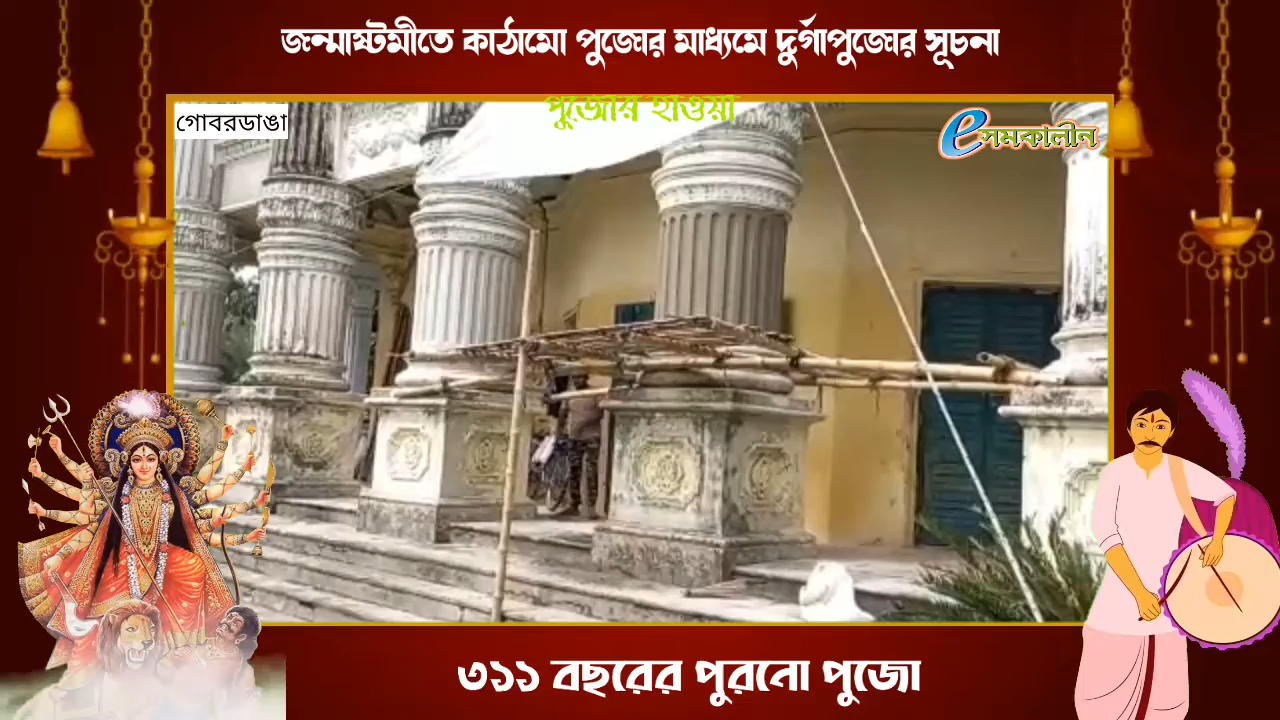 জন্মাষ্টমীতে কাঠামো পুজোর মাধ্যমে দুর্গাপুজোর সূচনা
গোবরডাঙা
পুজোর হাওয়া
eসমকালীন
৩১১ বছরের পুরনো পুজো